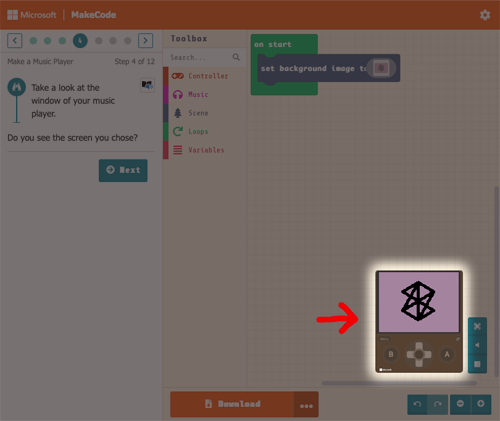 Microsoft | MakeCode
4
Make a Music Player
Step 4 of 12
Take a look at the
window of your music
player.
Do you see the screen you chose?
Next
Toolbox
Search...
Controller
Music
Scene
Loops
Variables
on start
set background image to
B
A
Download